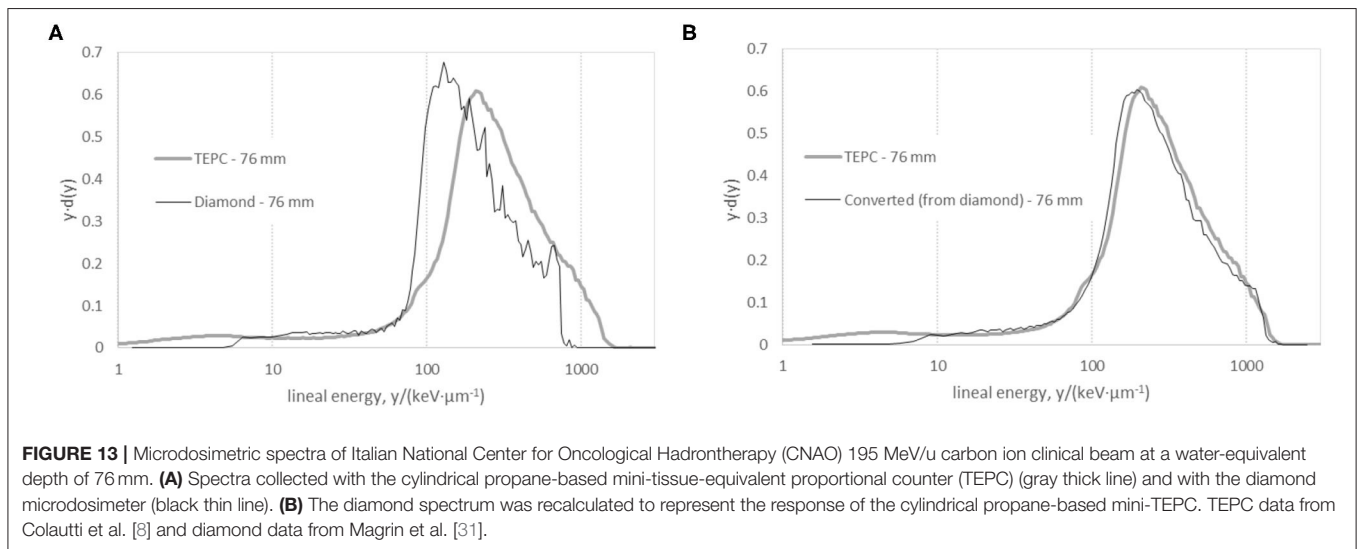 A
0.7
0.6
0.5
0.4
0.3
0.2
0.1
0
y·d(y)
TEPC - 76 mm
Diamond - 76 mm
1
10
100
1000
lineal energy, y/(keV·μm⁻¹)
B
0.7
0.6
0.5
0.4
0.3
0.2
0.1
0
y·d(y)
TEPC - 76 mm
Converted (from diamond) - 76 mm
1
10
100
1000
lineal energy, y/(keV·μm⁻¹)
FIGURE 13 | Microdosimetric spectra of Italian National Center for Oncological Hadrontherapy (CNAO) 195 MeV/u carbon ion clinical beam at a water-equivalent
depth of 76 mm. (A) Spectra collected with the cylindrical propane-based mini-tissue-equivalent proportional counter (TEPC) (gray thick line) and with the diamond
microdosimeter (black thin line). (B) The diamond spectrum was recalculated to represent the response of the cylindrical propane-based mini-TEPC. TEPC data from
Colautti et al. [8] and diamond data from Magrin et al. [31].